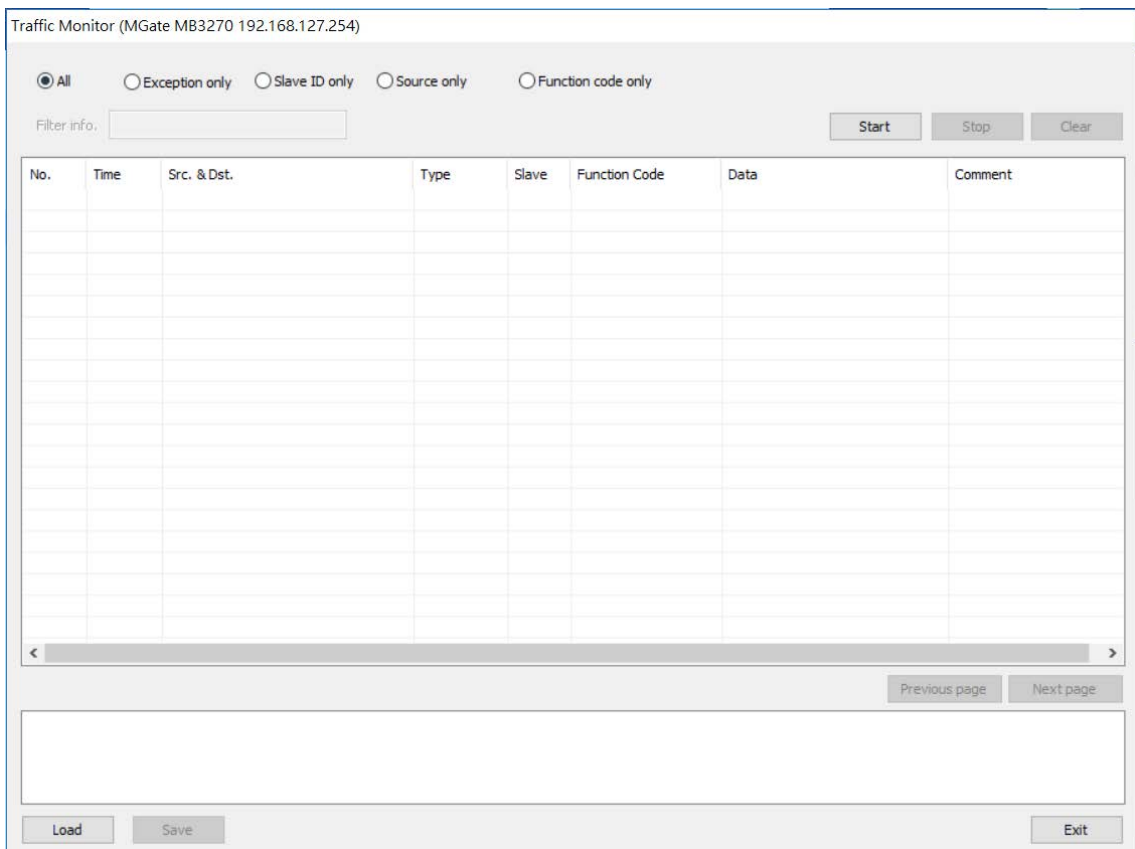 Traffic Monitor (MGate MB3270 192.168.127.254)
All Exception only Slave ID only Source only Function code only
Filter info. Start Stop Clear
No. Time Src. & Dst. Type Slave Function Code Data Comment
Previous page Next page
Load Save Exit